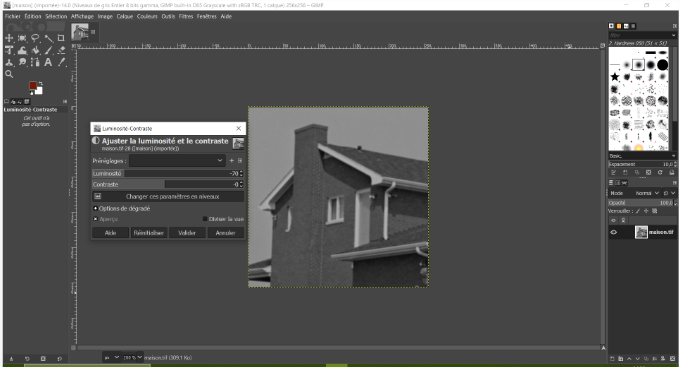 [maison] (importée)-14.0 (Niveaux de gris Entier 8 bits gamma, GIMP built-in D65 Grayscale with sRGB TRC, 1 calque) 256x256 – GIMP
Fichier Édition Sélection Affichage Image Calque Couleurs Outils Filtres Fenêtres Aide
Luminosité-Contraste
Cet outil n'a
pas d'option.
Luminosité-Contraste
Ajuster la luminosité et le contraste
maison.tif-26 ([maison] (importée))
Préréglages :
Luminosité -70
Contraste -0
Changer ces paramètres en niveaux
Options de dégradé
Aperçu Diviser la vue
Aide Réinitialiser Valider Annuler
filtre
2. Hardness 050 (51 x 51)
Basic,
Espacement 10,0
Mode Normal
Opacité 100,0
Verrouiller :
maison.tif
px 100 % maison.tif (509,1 Ko)